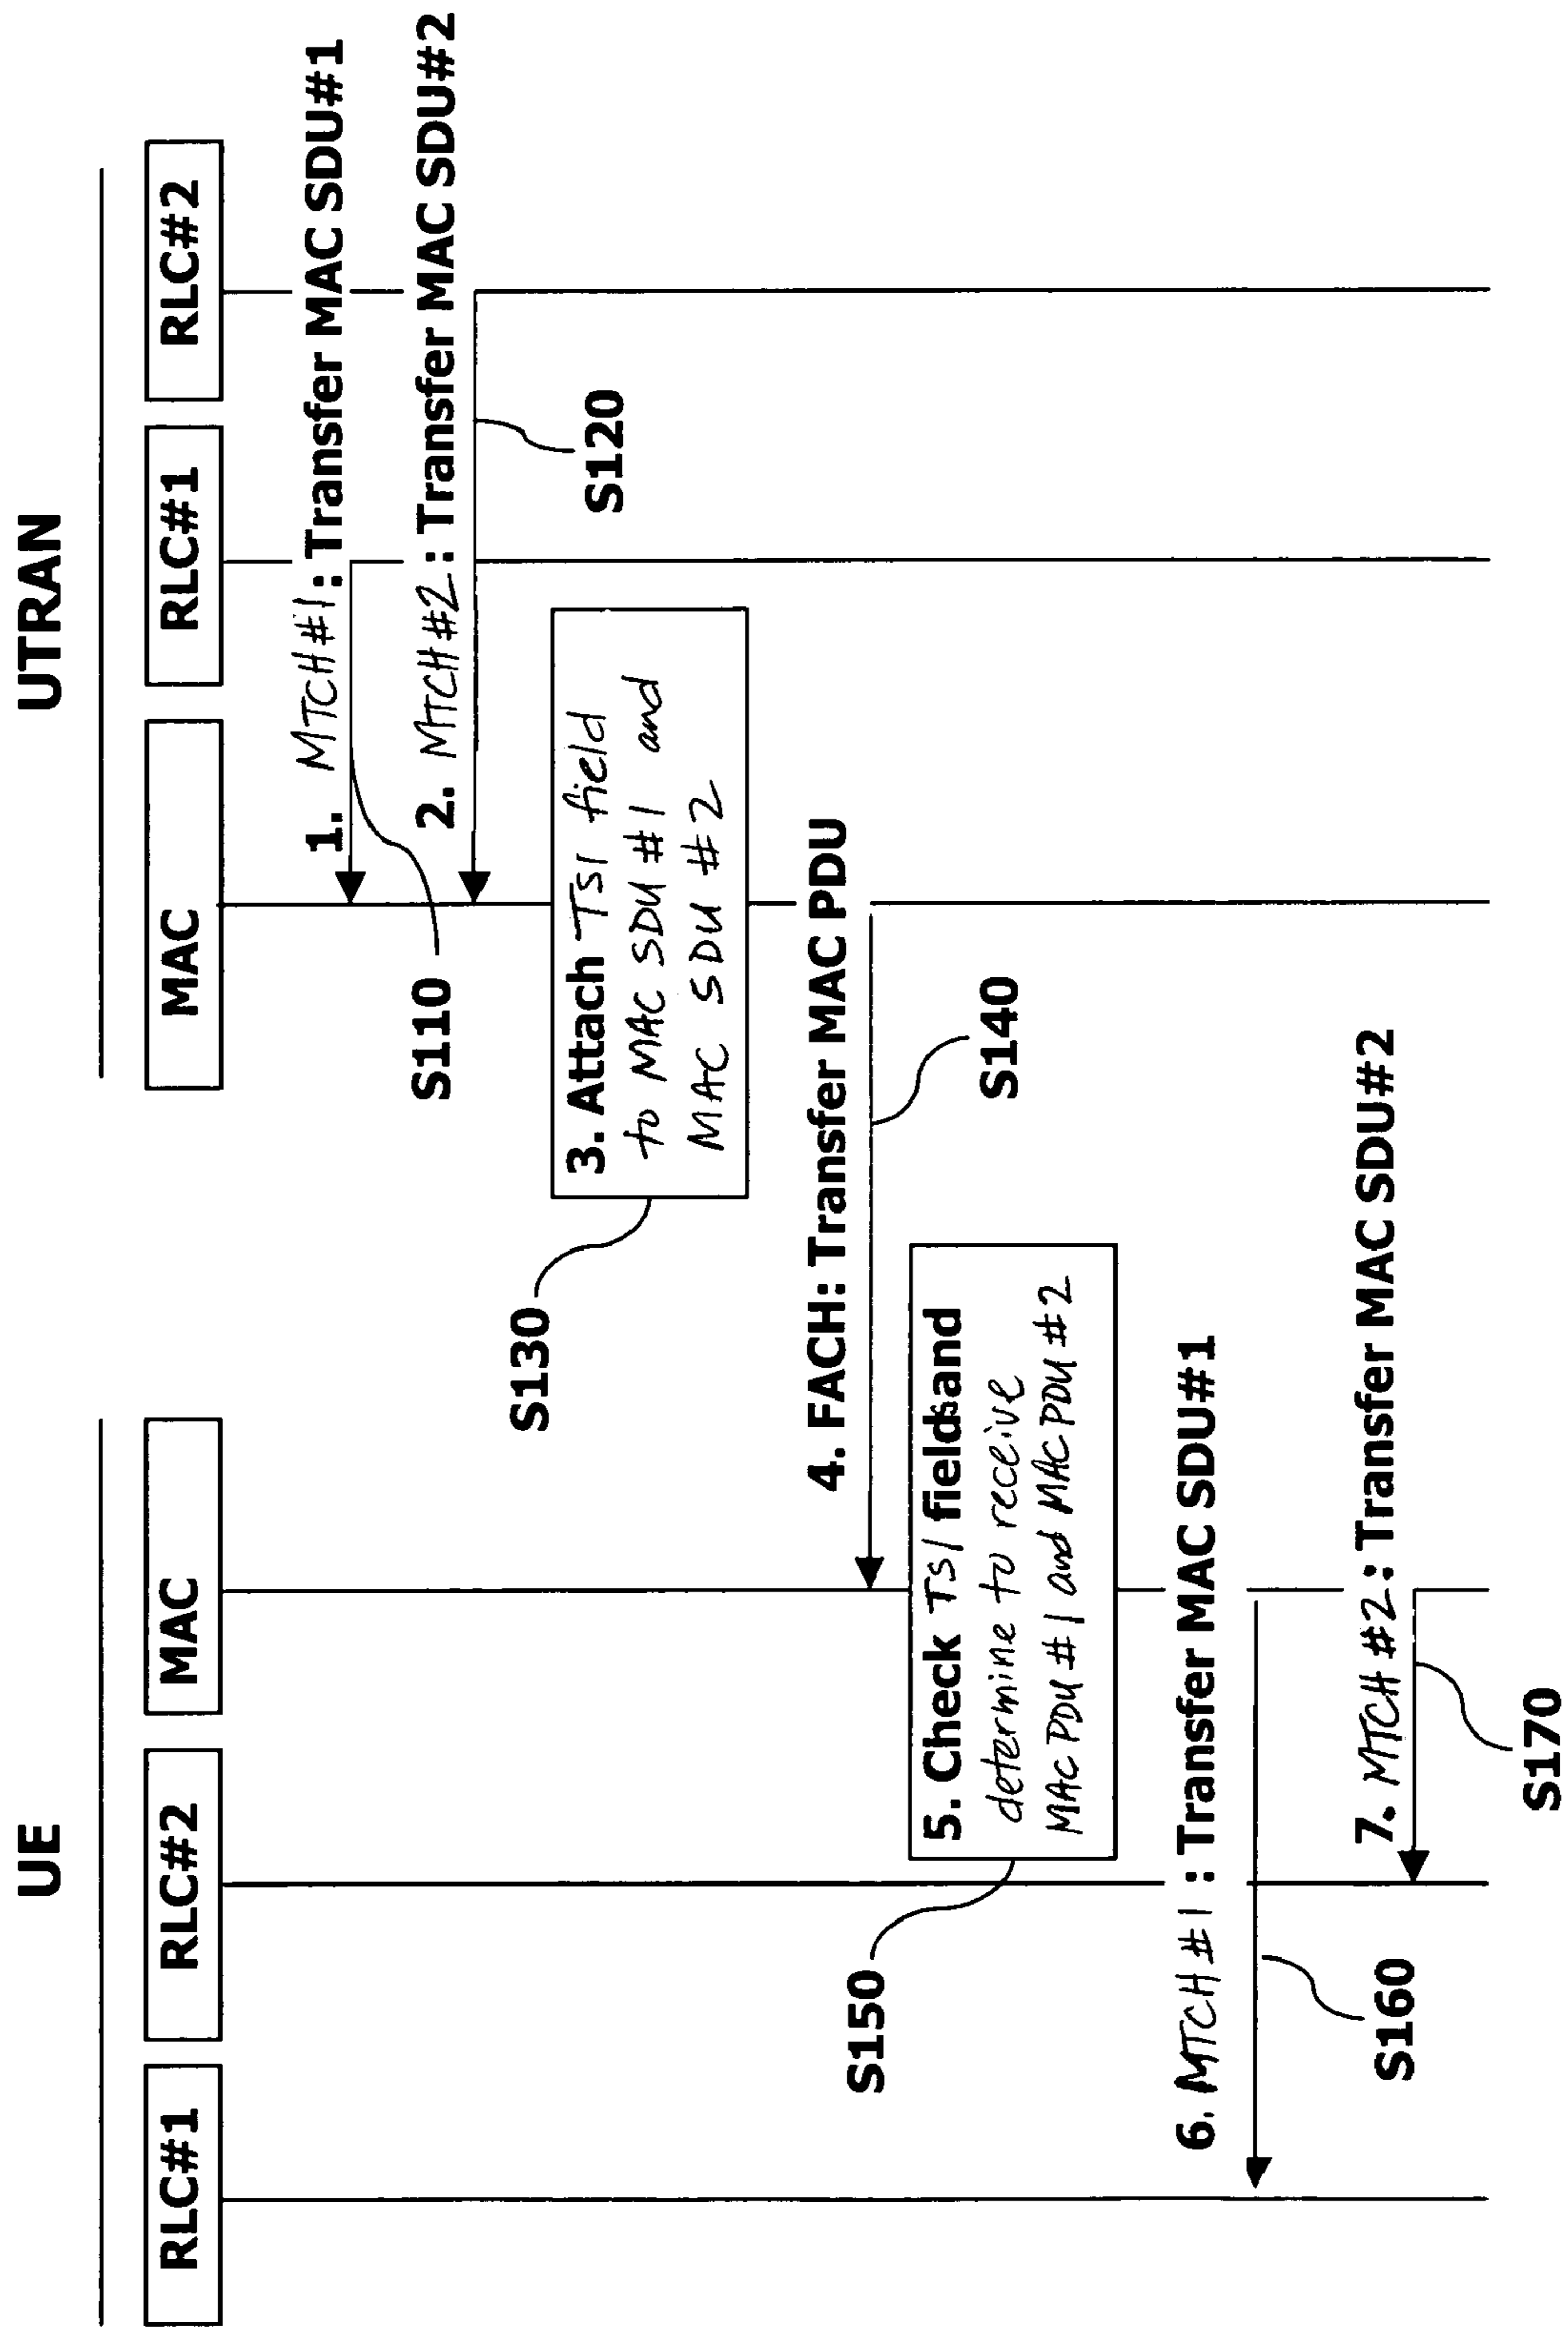 UE
UTRAN
RLC#1
RLC#2
MAC
MAC
RLC#1
RLC#2
1. MTCH#1: Transfer MAC SDU#1
S110
2. MTCH#2: Transfer MAC SDU#2
S120
S130
3. Attach TSI field
to MAC SDU #1 and
MAC SDU #2
4. FACH: Transfer MAC PDU
S140
S150
5. Check TSI fields and
determine to receive
MAC PDU #1 and MAC PDU #2
6. MTCH#1: Transfer MAC SDU#1
S160
7. MTCH #2: Transfer MAC SDU#2
S170